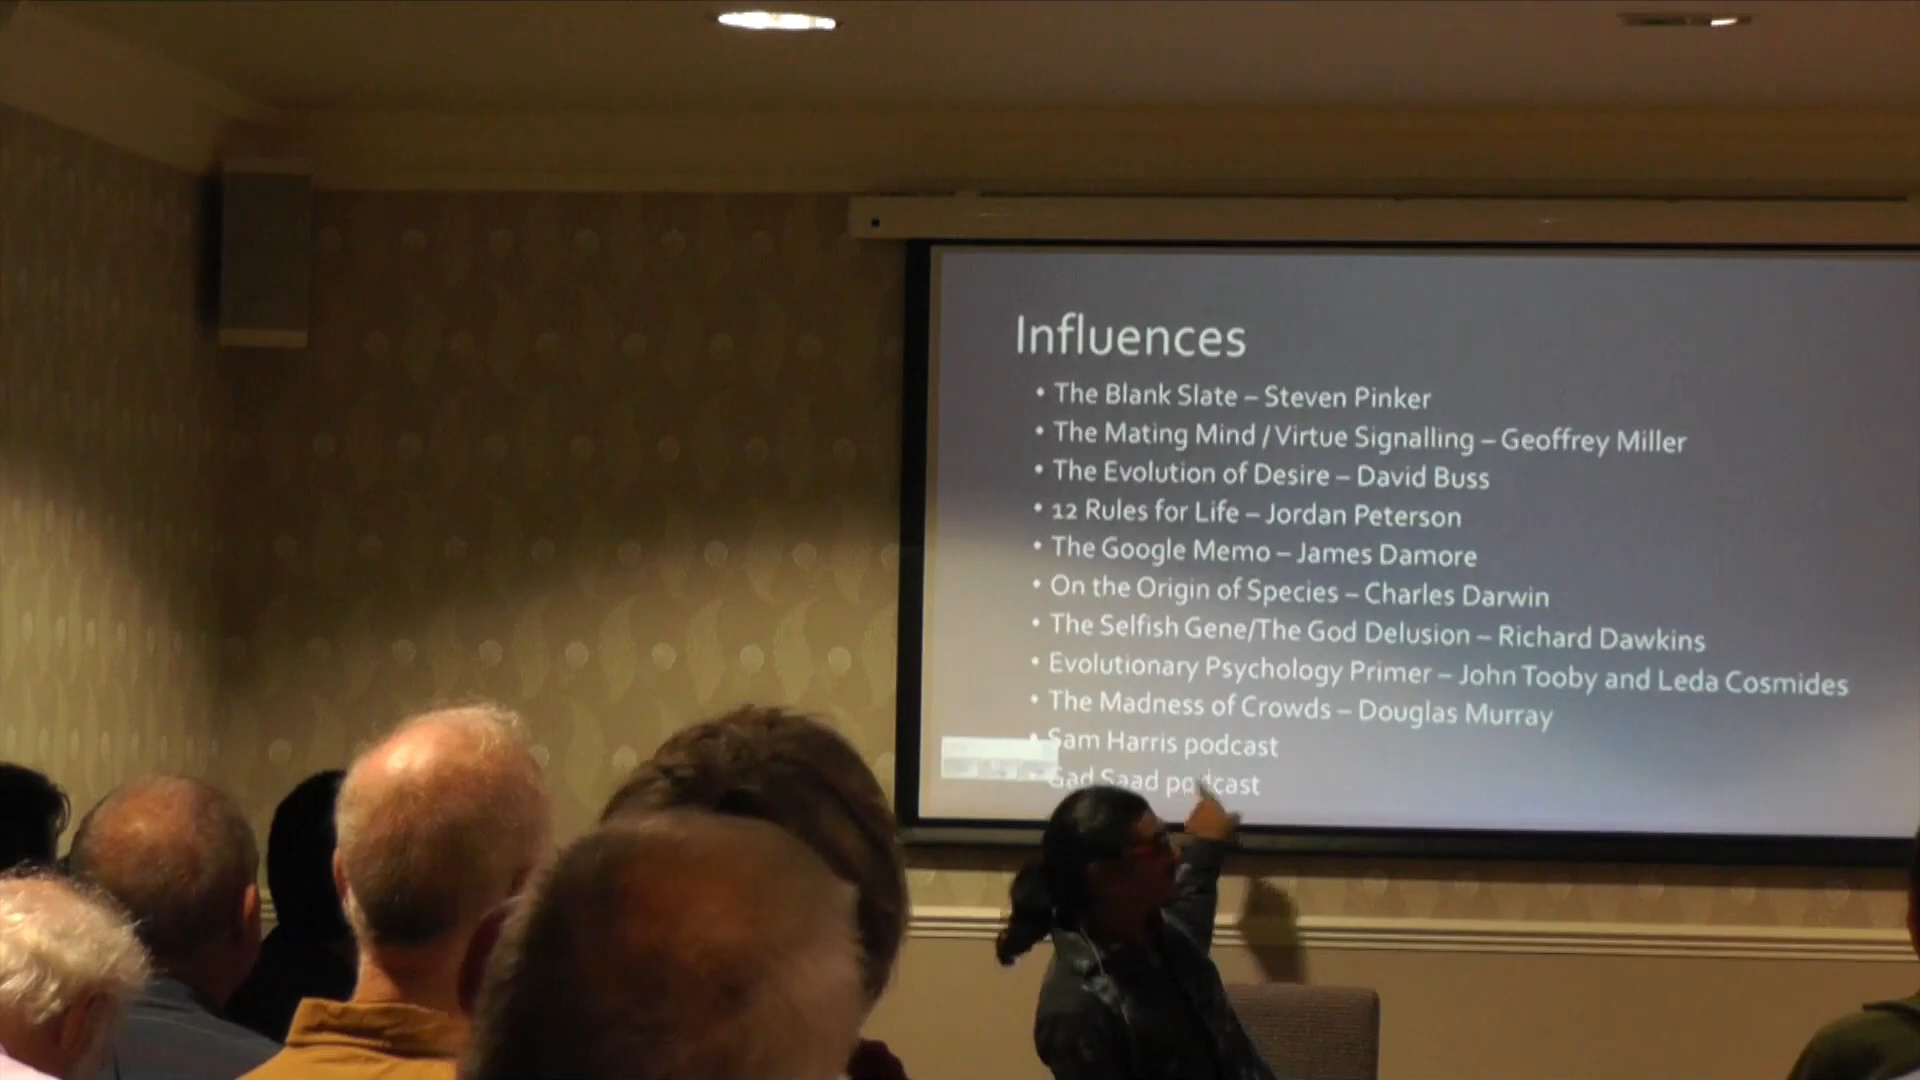 Influences
• The Blank Slate – Steven Pinker
• The Mating Mind / Virtue Signalling – Geoffrey Miller
• The Evolution of Desire – David Buss
• 12 Rules for Life – Jordan Peterson
• The Google Memo – James Damore
• On the Origin of Species – Charles Darwin
• The Selfish Gene/The God Delusion – Richard Dawkins
• Evolutionary Psychology Primer – John Tooby and Leda Cosmides
• The Madness of Crowds – Douglas Murray
• Sam Harris podcast
• Gad Saad podcast